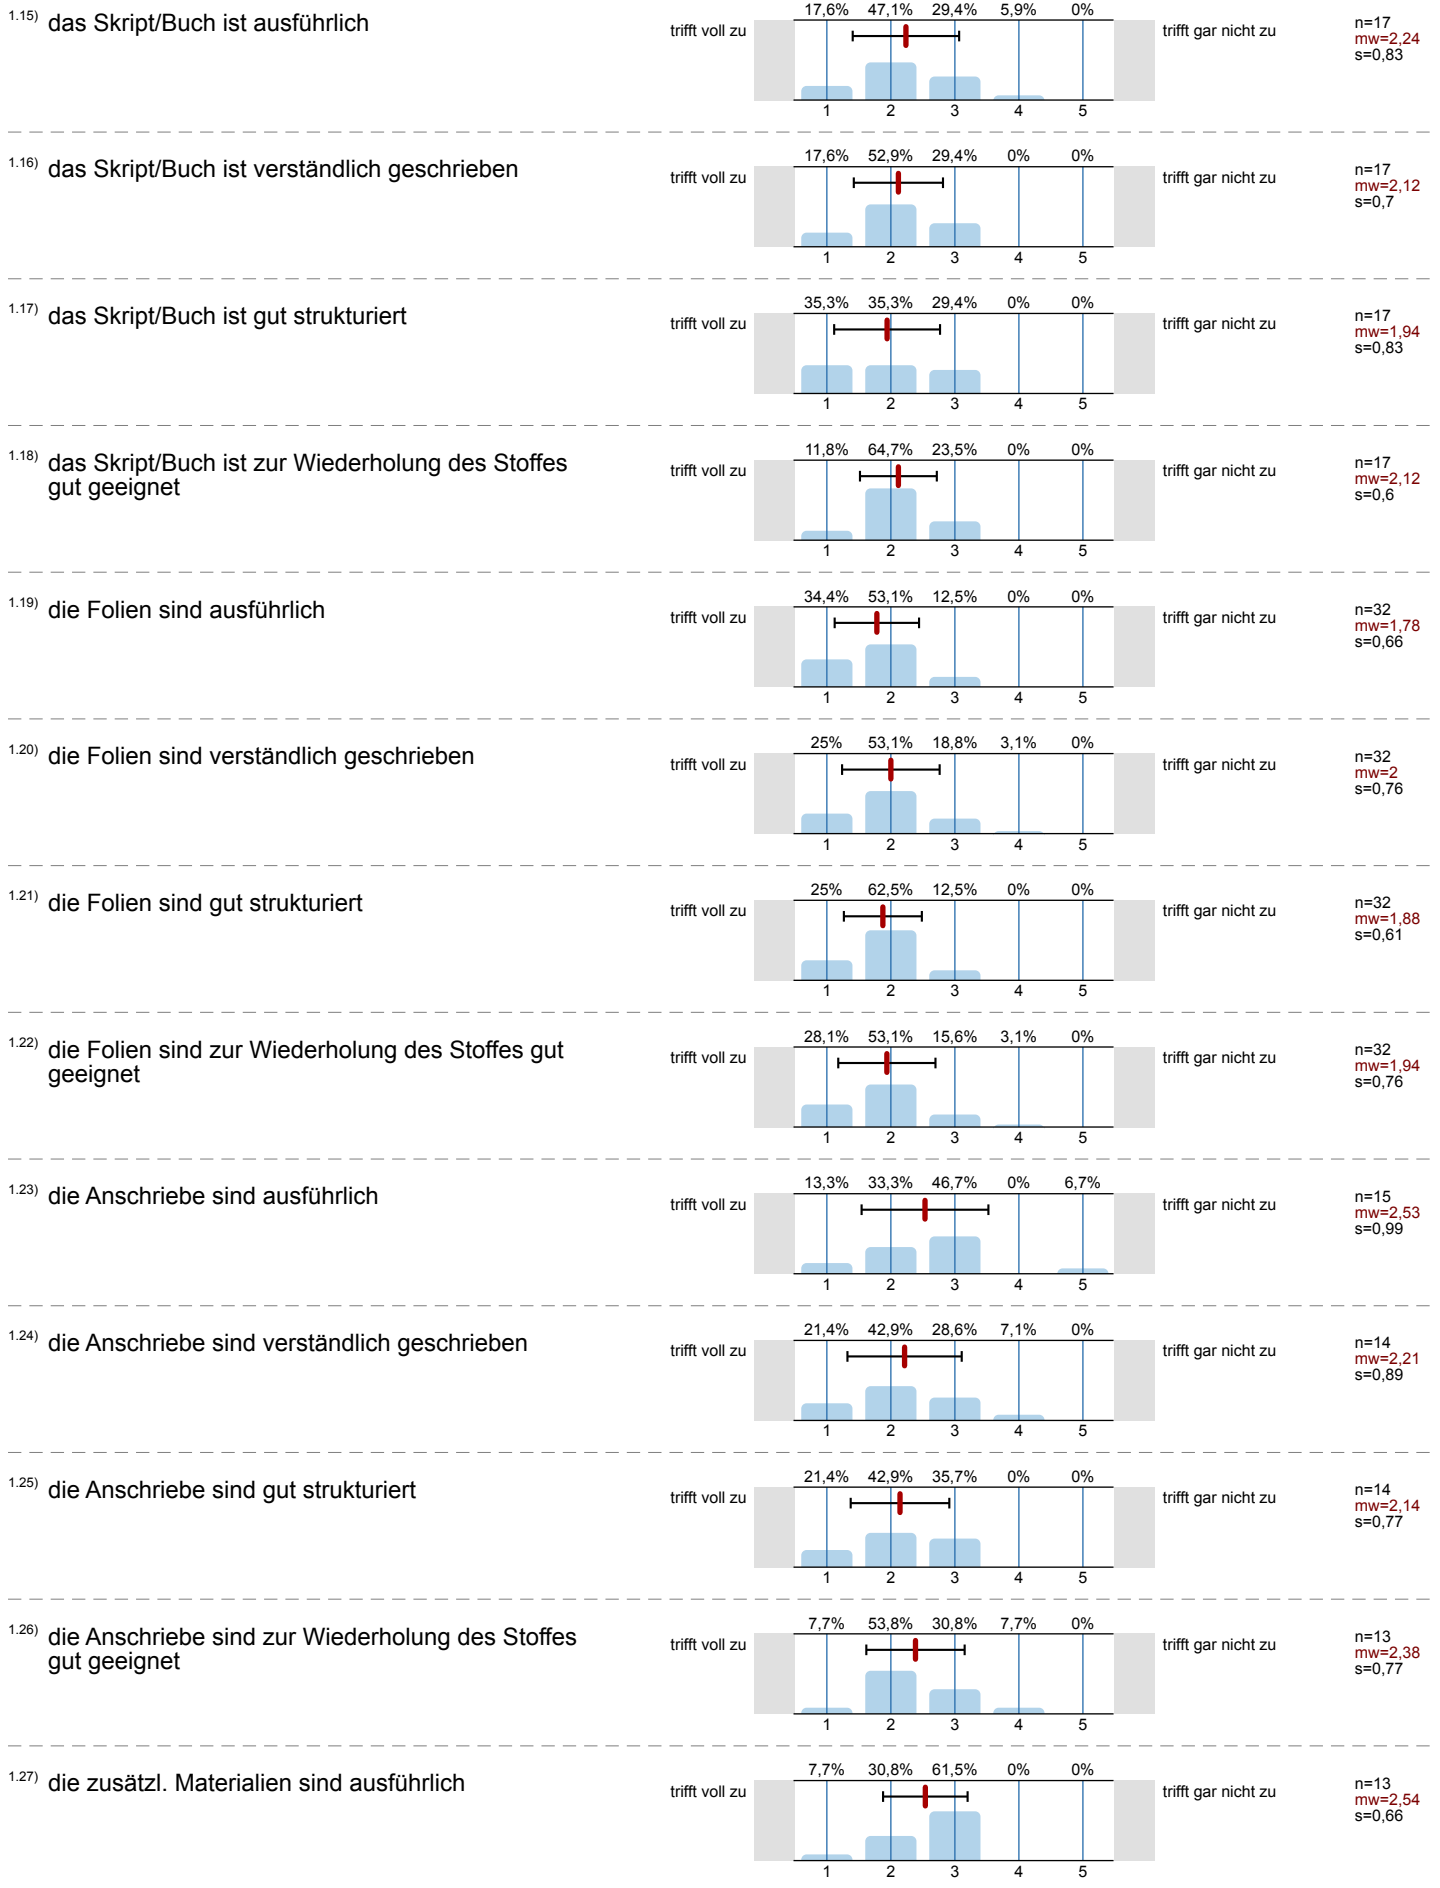 1.15) das Skript/Buch ist ausführlich
17,6% 47,1% 29,4% 5,9% 0%
trifft voll zu trifft gar nicht zu
n=17
mw=2,24
s=0,83
1 2 3 4 5
1.16) das Skript/Buch ist verständlich geschrieben
17,6% 52,9% 29,4% 0% 0%
trifft voll zu trifft gar nicht zu
n=17
mw=2,12
s=0,7
1 2 3 4 5
1.17) das Skript/Buch ist gut strukturiert
35,3% 35,3% 29,4% 0% 0%
trifft voll zu trifft gar nicht zu
n=17
mw=1,94
s=0,83
1 2 3 4 5
1.18) das Skript/Buch ist zur Wiederholung des Stoffes
gut geeignet
11,8% 64,7% 23,5% 0% 0%
trifft voll zu trifft gar nicht zu
n=17
mw=2,12
s=0,6
1 2 3 4 5
1.19) die Folien sind ausführlich
34,4% 53,1% 12,5% 0% 0%
trifft voll zu trifft gar nicht zu
n=32
mw=1,78
s=0,66
1 2 3 4 5
1.20) die Folien sind verständlich geschrieben
25% 53,1% 18,8% 3,1% 0%
trifft voll zu trifft gar nicht zu
n=32
mw=2
s=0,76
1 2 3 4 5
1.21) die Folien sind gut strukturiert
25% 62,5% 12,5% 0% 0%
trifft voll zu trifft gar nicht zu
n=32
mw=1,88
s=0,61
1 2 3 4 5
1.22) die Folien sind zur Wiederholung des Stoffes gut
geeignet
28,1% 53,1% 15,6% 3,1% 0%
trifft voll zu trifft gar nicht zu
n=32
mw=1,94
s=0,76
1 2 3 4 5
1.23) die Anschriebe sind ausführlich
13,3% 33,3% 46,7% 0% 6,7%
trifft voll zu trifft gar nicht zu
n=15
mw=2,53
s=0,99
1 2 3 4 5
1.24) die Anschriebe sind verständlich geschrieben
21,4% 42,9% 28,6% 7,1% 0%
trifft voll zu trifft gar nicht zu
n=14
mw=2,21
s=0,89
1 2 3 4 5
1.25) die Anschriebe sind gut strukturiert
21,4% 42,9% 35,7% 0% 0%
trifft voll zu trifft gar nicht zu
n=14
mw=2,14
s=0,77
1 2 3 4 5
1.26) die Anschriebe sind zur Wiederholung des Stoffes
gut geeignet
7,7% 53,8% 30,8% 7,7% 0%
trifft voll zu trifft gar nicht zu
n=13
mw=2,38
s=0,77
1 2 3 4 5
1.27) die zusätzl. Materialien sind ausführlich
7,7% 30,8% 61,5% 0% 0%
trifft voll zu trifft gar nicht zu
n=13
mw=2,54
s=0,66
1 2 3 4 5